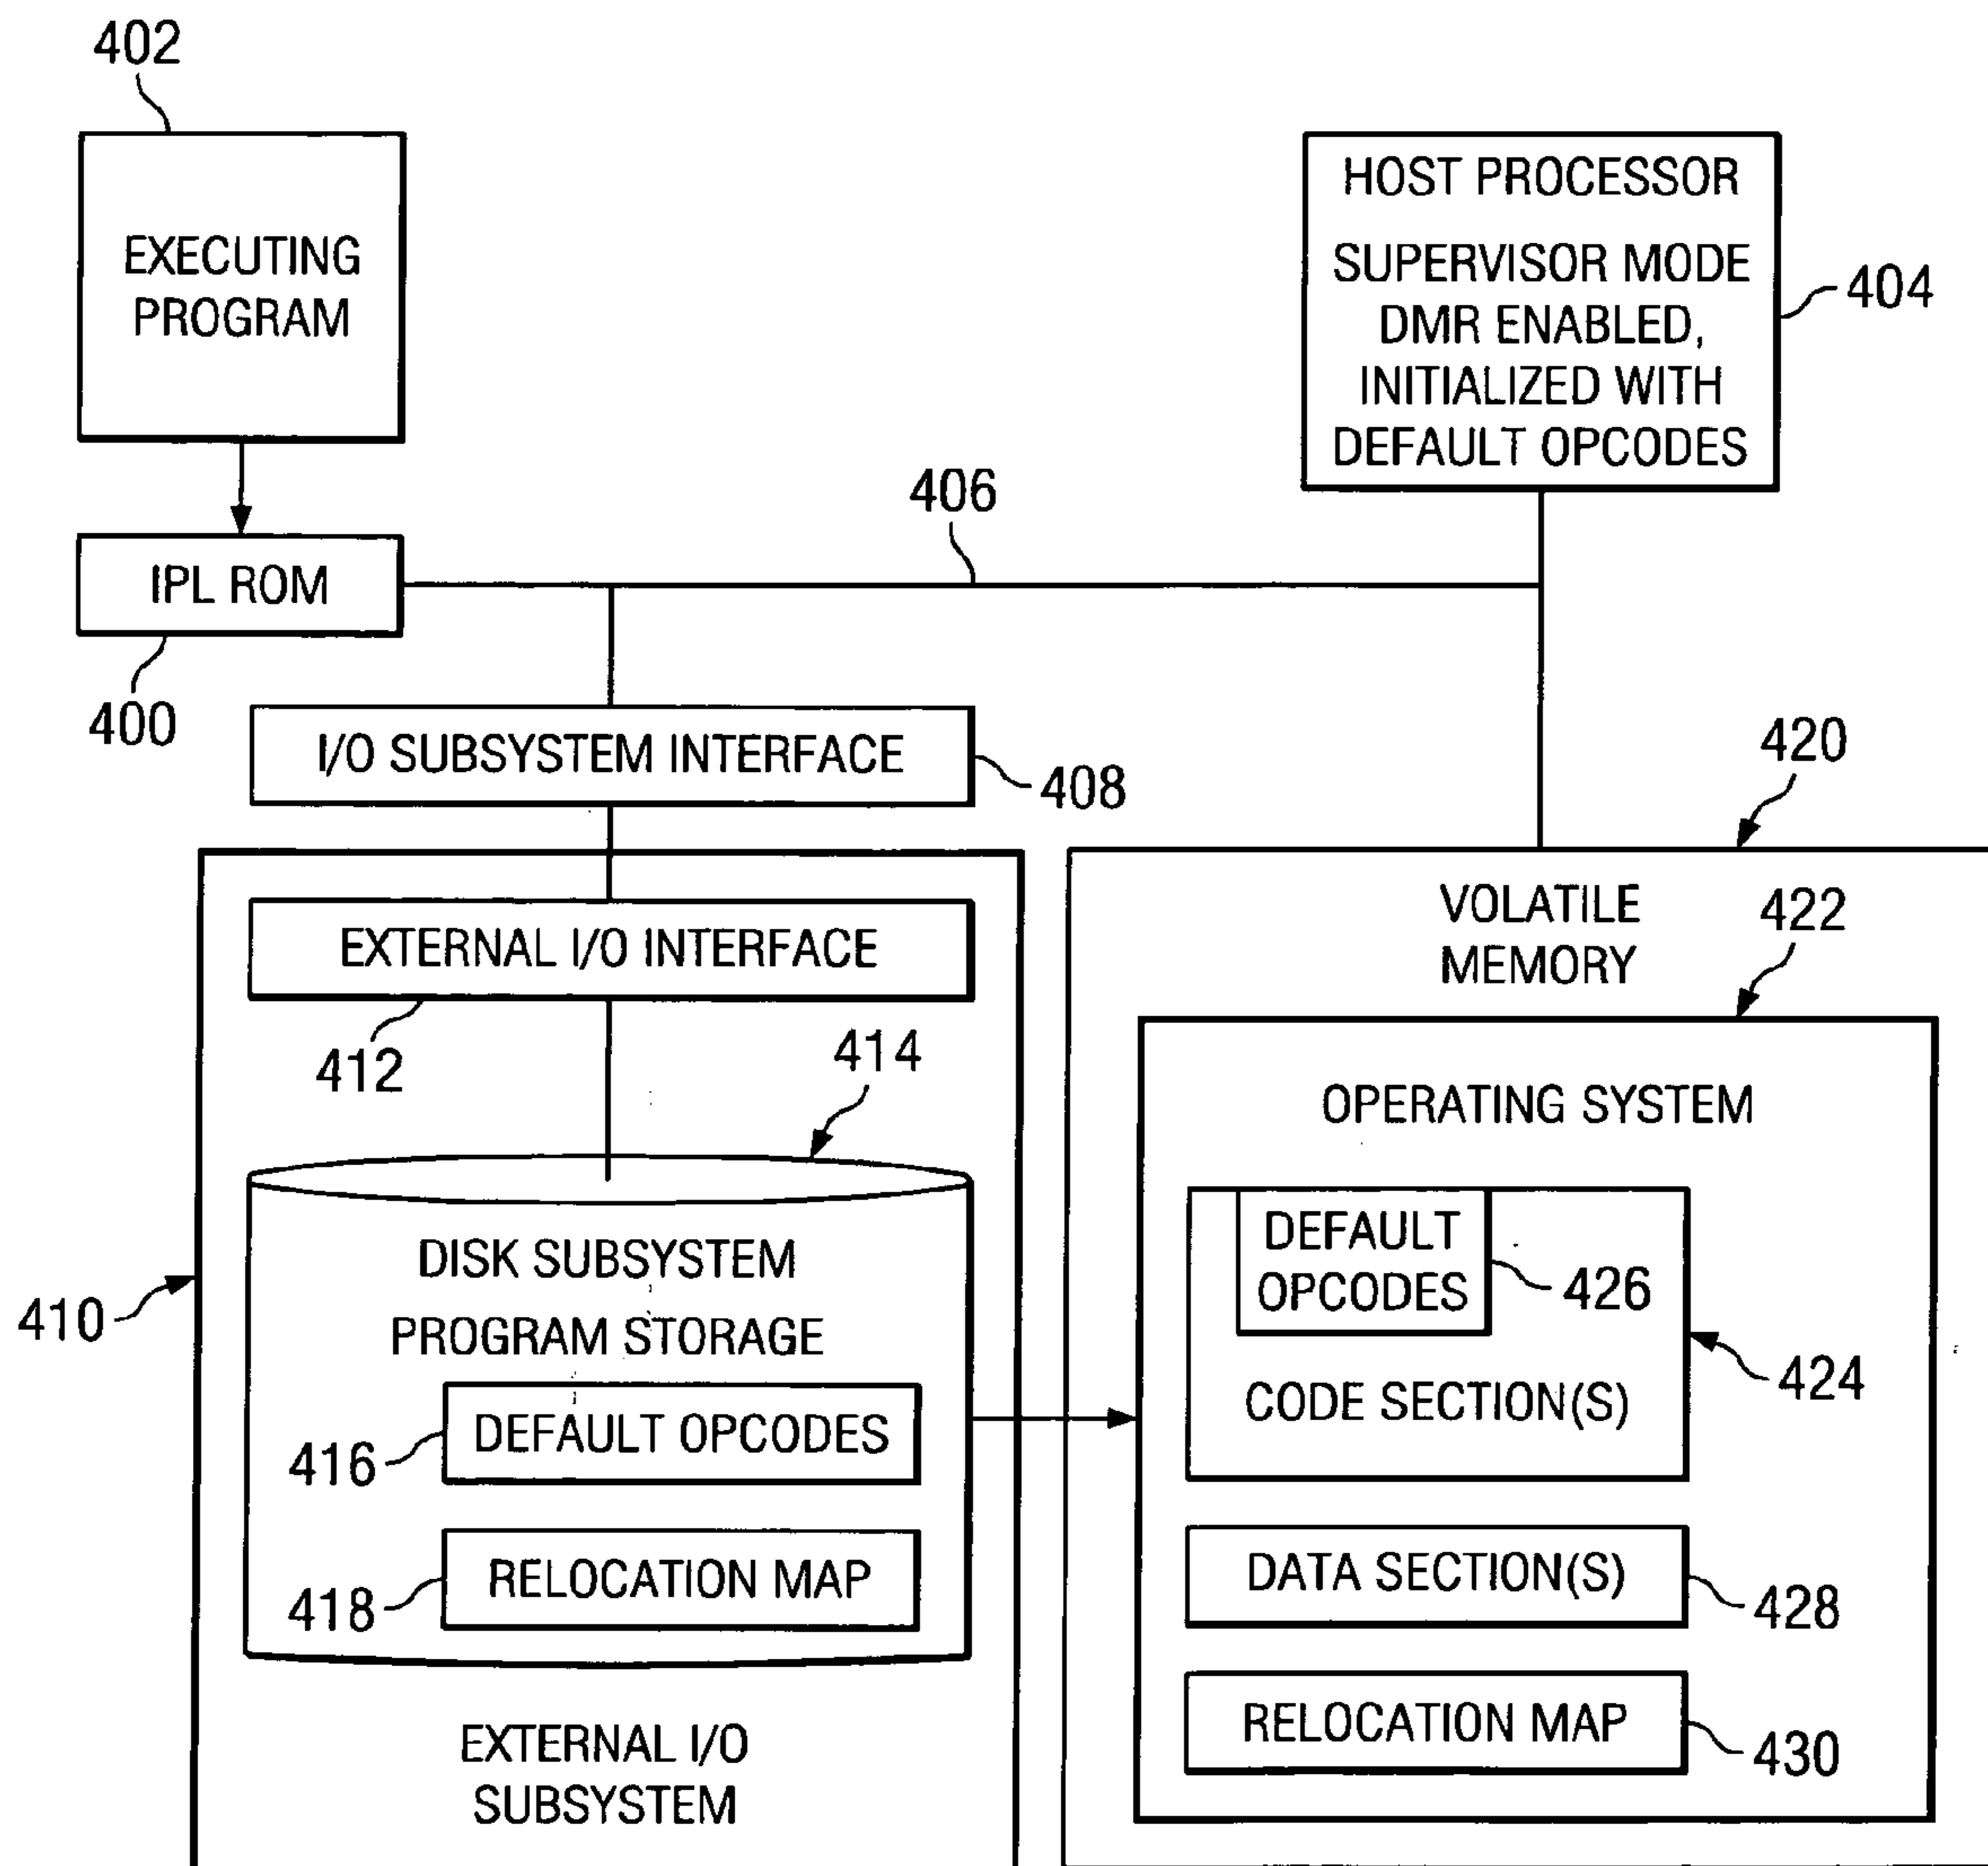 402
EXECUTING
PROGRAM
HOST PROCESSOR
SUPERVISOR MODE
DMR ENABLED,
INITIALIZED WITH
DEFAULT OPCODES
404
406
IPL ROM
400
I/O SUBSYSTEM INTERFACE
408
420
VOLATILE
MEMORY
422
EXTERNAL I/O INTERFACE
412
414
OPERATING SYSTEM
DISK SUBSYSTEM
PROGRAM STORAGE
410
DEFAULT
OPCODES
426
CODE SECTION(S)
424
416
DEFAULT OPCODES
418
RELOCATION MAP
DATA SECTION(S)
428
RELOCATION MAP
430
EXTERNAL I/O
SUBSYSTEM